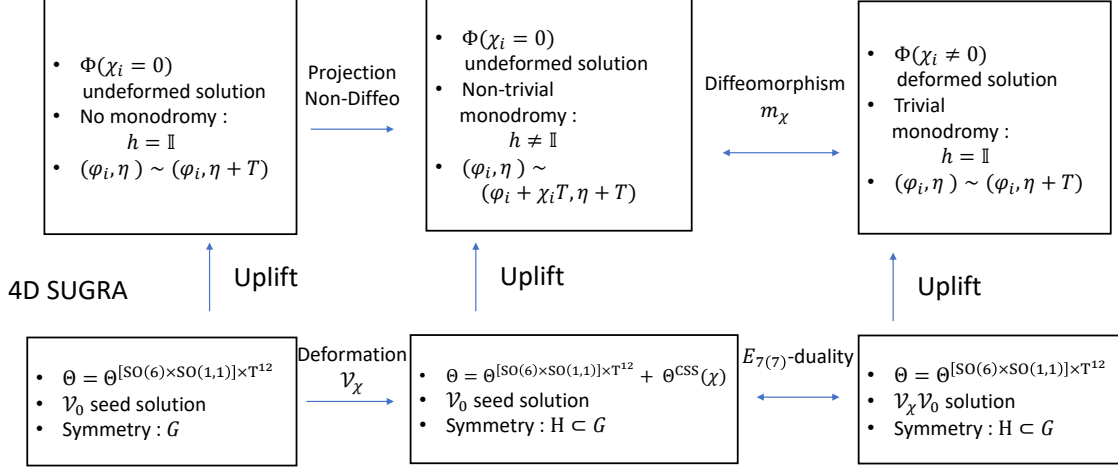 • Φ(χ_i = 0)
undeformed solution
• No monodromy :
h = 𝕀
• (φ_i, η ) ~ (φ_i, η + T)
Projection
Non-Diffeo
• Φ(χ_i = 0)
undeformed solution
• Non-trivial
monodromy :
h ≠ 𝕀
• (φ_i, η ) ~
(φ_i + χ_i T, η + T)
Diffeomorphism
m_χ
• Φ(χ_i ≠ 0)
deformed solution
• Trivial
monodromy :
h = 𝕀
• (φ_i, η ) ~ (φ_i, η + T)
4D SUGRA
Uplift
Uplift
Uplift
• Θ = Θ^{[SO(6)×SO(1,1)]×T^{12}}
• 𝒱_0 seed solution
• Symmetry : G
Deformation
𝒱_χ
• Θ = Θ^{[SO(6)×SO(1,1)]×T^{12}} + Θ^{CSS}(χ)
• 𝒱_0 seed solution
• Symmetry : H ⊂ G
E_{7(7)}-duality
• Θ = Θ^{[SO(6)×SO(1,1)]×T^{12}}
• 𝒱_χ𝒱_0 solution
• Symmetry : H ⊂ G